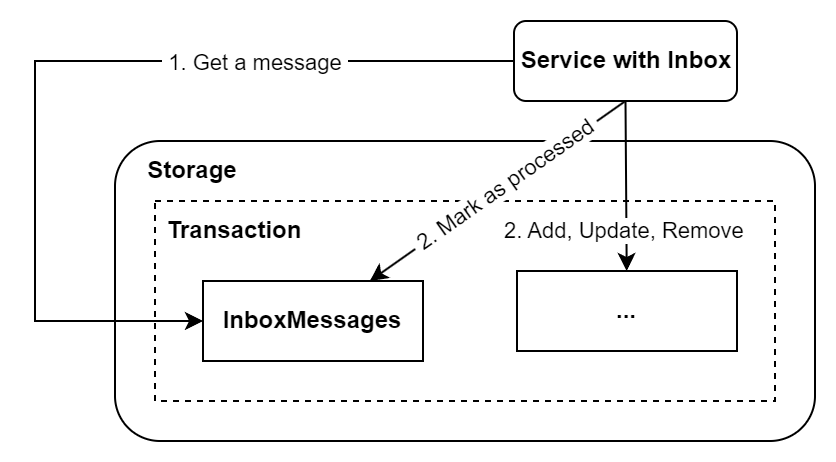 1. Get a message
Service with Inbox
Storage
2. Mark as processed
Transaction
2. Add, Update, Remove
InboxMessages
...